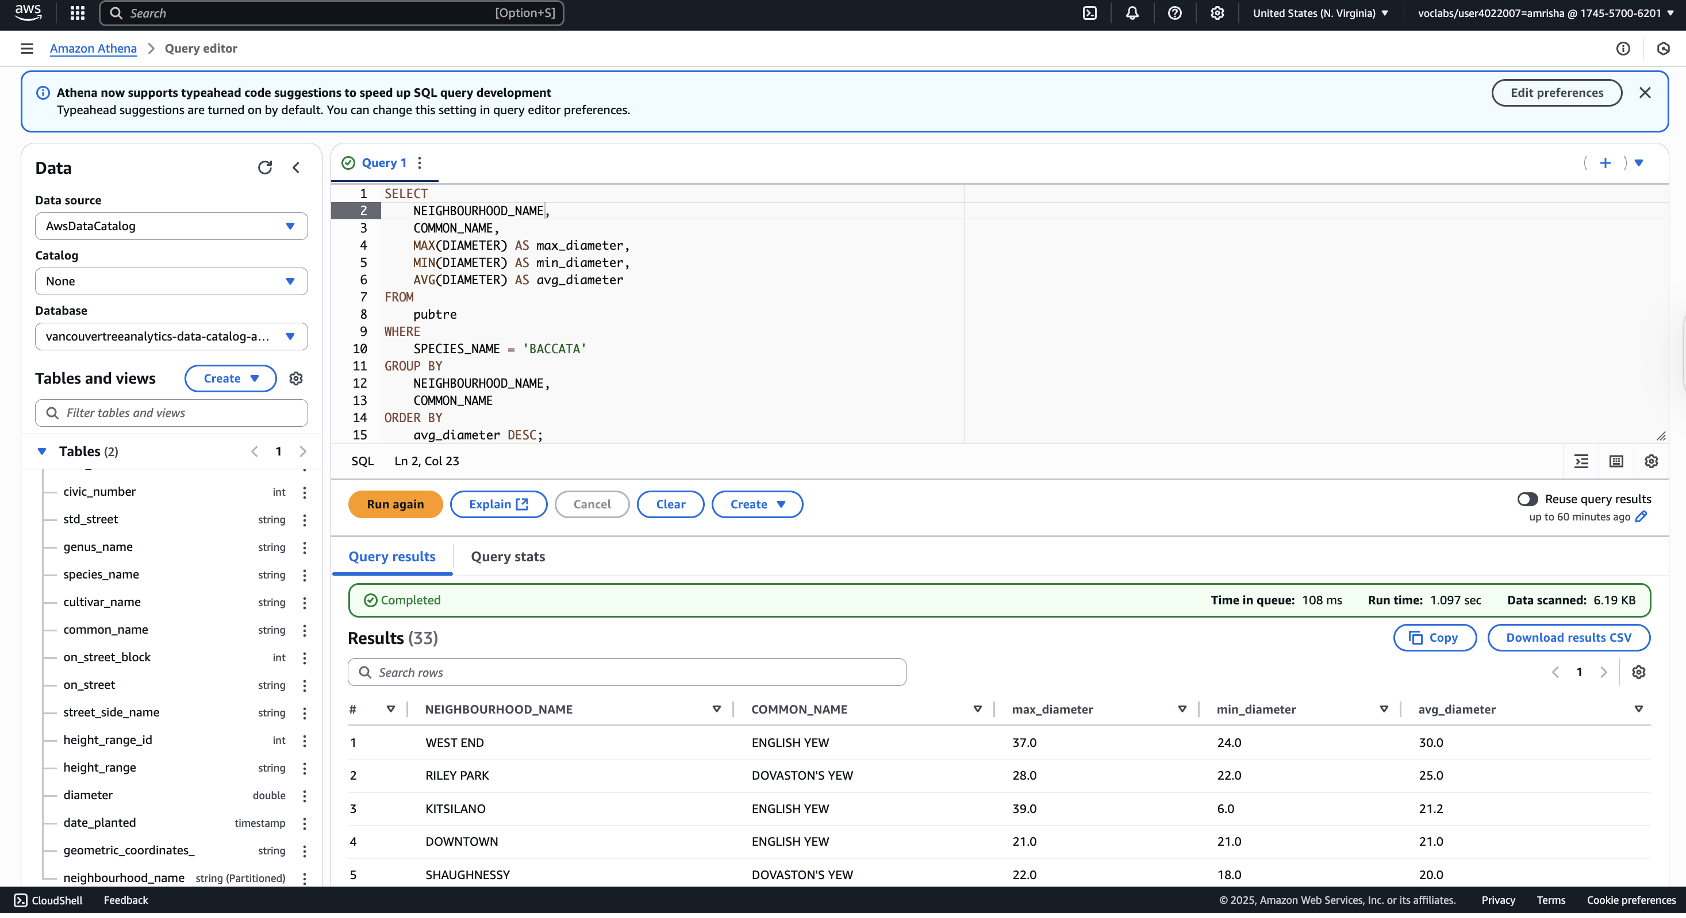 aws
Search [Option+S]
United States (N. Virginia) ▼
voclabs/user4022007=amrisha @ 1745-5700-6201 ▼
Amazon Athena > Query editor
Athena now supports typeahead code suggestions to speed up SQL query development
Typeahead suggestions are turned on by default. You can change this setting in query editor preferences.
Edit preferences
Data
Data source
AwsDataCatalog
Catalog
None
Database
vancouvertreeanalytics-data-catalog-a...
Tables and views
Create
Filter tables and views
Tables (2)
1
civic_number int
std_street string
genus_name string
species_name string
cultivar_name string
common_name string
on_street_block int
on_street string
street_side_name string
height_range_id int
height_range string
diameter double
date_planted timestamp
geometric_coordinates_ string
neighbourhood_name string (Partitioned)
Query 1
1 SELECT
2 NEIGHBOURHOOD_NAME,
3 COMMON_NAME,
4 MAX(DIAMETER) AS max_diameter,
5 MIN(DIAMETER) AS min_diameter,
6 AVG(DIAMETER) AS avg_diameter
7 FROM
8 pubtre
9 WHERE
10 SPECIES_NAME = 'BACCATA'
11 GROUP BY
12 NEIGHBOURHOOD_NAME,
13 COMMON_NAME
14 ORDER BY
15 avg_diameter DESC;
SQL Ln 2, Col 23
Run again
Explain
Cancel
Clear
Create
Reuse query results
up to 60 minutes ago
Query results
Query stats
Completed
Time in queue: 108 ms
Run time: 1.097 sec
Data scanned: 6.19 KB
Results (33)
Copy
Download results CSV
Search rows
1
# NEIGHBOURHOOD_NAME COMMON_NAME max_diameter min_diameter avg_diameter
1 WEST END ENGLISH YEW 37.0 24.0 30.0
2 RILEY PARK DOVASTON'S YEW 28.0 22.0 25.0
3 KITSILANO ENGLISH YEW 39.0 6.0 21.2
4 DOWNTOWN ENGLISH YEW 21.0 21.0 21.0
5 SHAUGHNESSY DOVASTON'S YEW 22.0 18.0 20.0
CloudShell
Feedback
© 2025, Amazon Web Services, Inc. or its affiliates.
Privacy
Terms
Cookie preferences